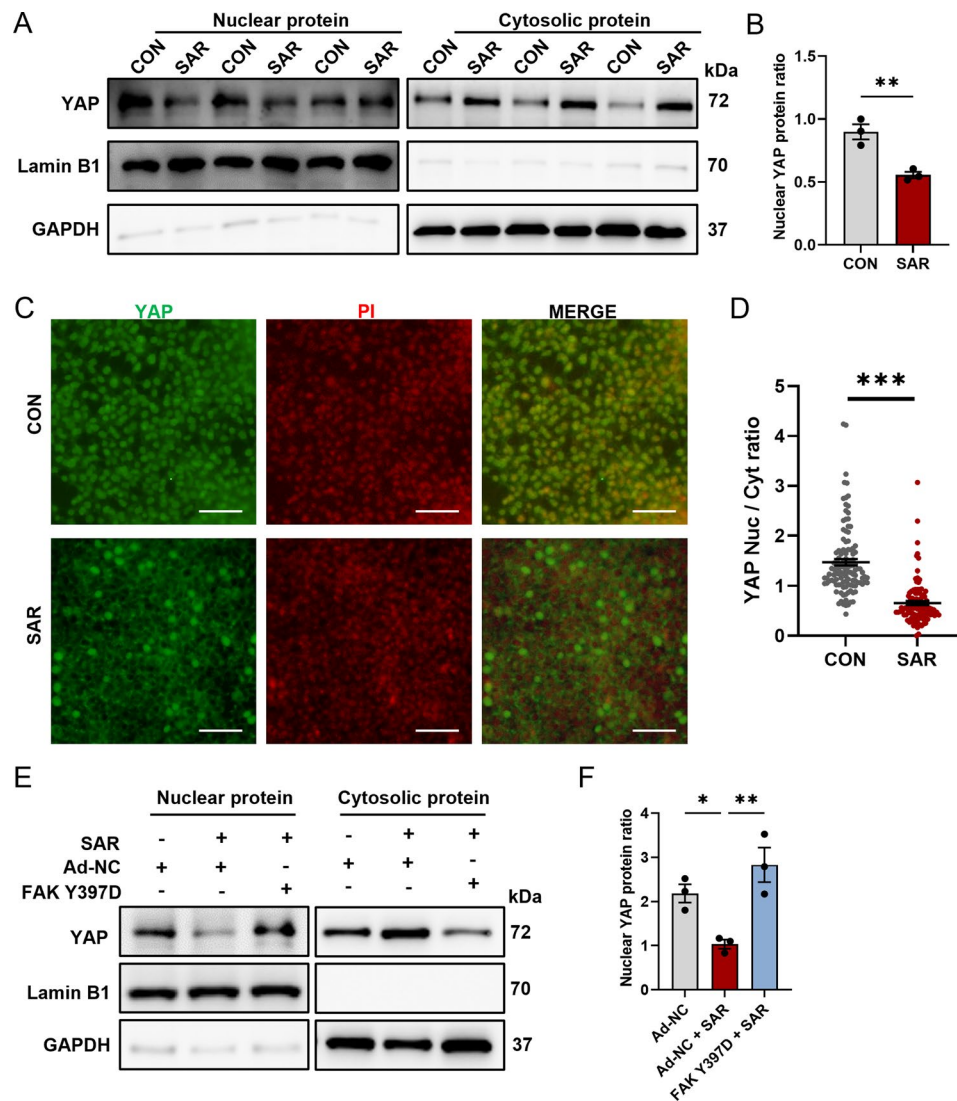 A
Nuclear protein
Cytosolic protein
CON SAR CON SAR CON SAR
CON SAR CON SAR CON SAR
kDa
YAP
72
Lamin B1
70
GAPDH
37
B
Nuclear YAP protein ratio
1.5
1.0
0.5
0.0
**
CON SAR
C
YAP
PI
MERGE
CON
SAR
D
YAP Nuc / Cyt ratio
5
4
3
2
1
0
***
CON SAR
E
Nuclear protein
Cytosolic protein
SAR - + + - + +
Ad-NC + + - + + -
FAK Y397D - - + - - +
kDa
YAP
72
Lamin B1
70
GAPDH
37
F
Nuclear YAP protein ratio
4
3
2
1
0
* **
Ad-NC
Ad-NC + SAR
FAK Y397D + SAR